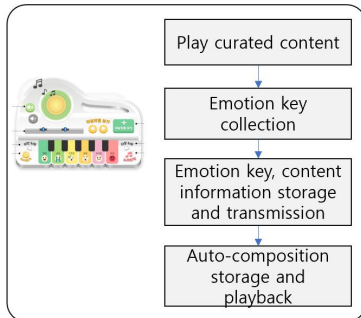 Play curated content
Emotion key
collection
Emotion key, content
information storage
and transmission
Auto-composition
storage and
playback